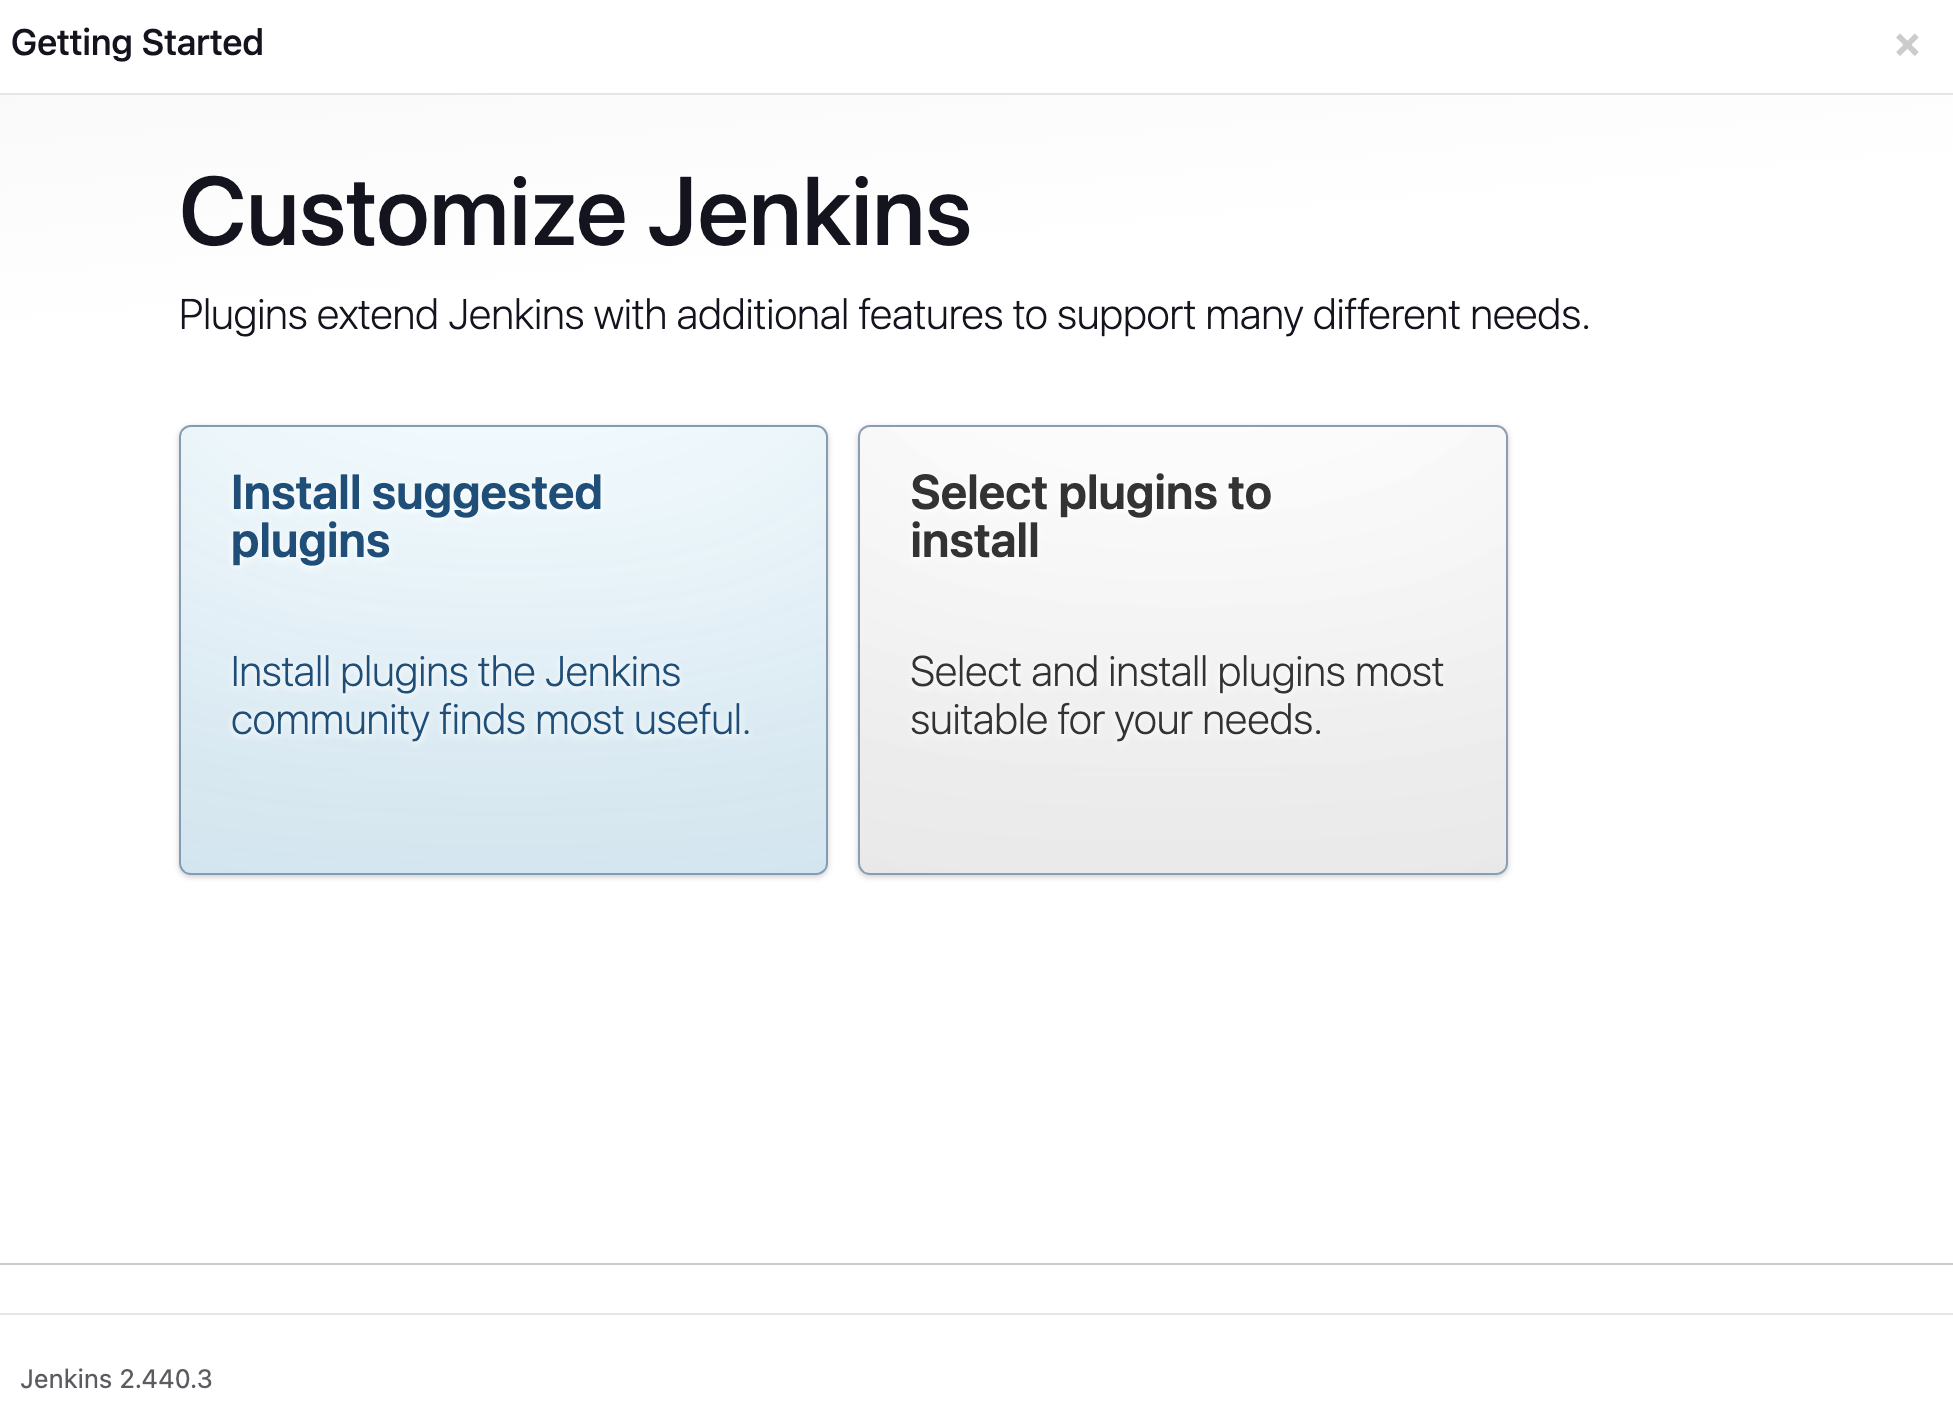 Getting Started
Customize Jenkins
Plugins extend Jenkins with additional features to support many different needs.
Install suggested
plugins
Install plugins the Jenkins
community finds most useful.
Select plugins to
install
Select and install plugins most
suitable for your needs.
Jenkins 2.440.3